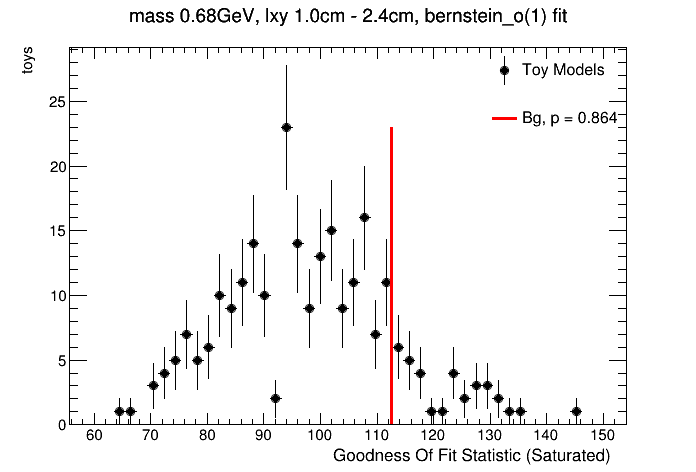 mass 0.68GeV, lxy 1.0cm - 2.4cm, bernstein_o(1) fit
toys
Toy Models
Bg, p = 0.864
25
20
15
10
5
0
60 70 80 90 100 110 120 130 140 150
Goodness Of Fit Statistic (Saturated)